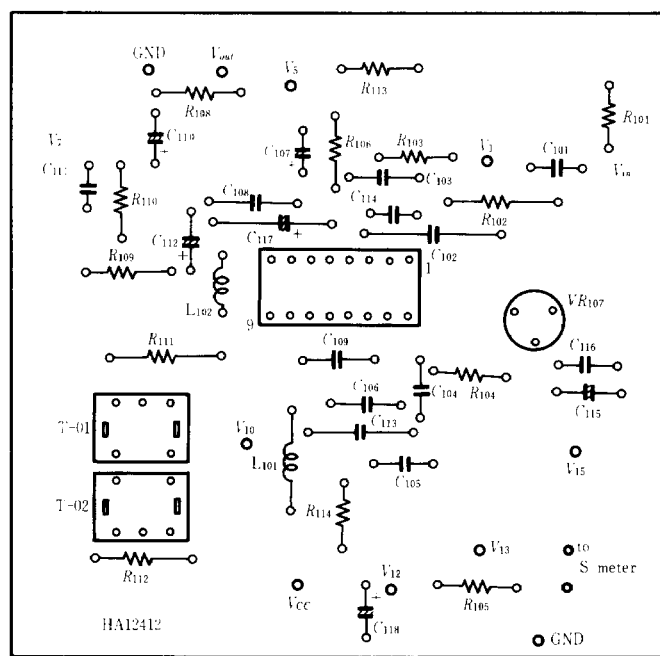 GND
Vout
V5
R113
R108
R101
C110
V7
C107
R106
R103
V1
C101
Vin
C111
R110
C108
C103
C114
R102
C112
C117
C102
R109
1
L102
9
VR107
R111
C109
C116
C106
C104
R104
C115
T-01
V10
C113
L101
C105
V15
T-02
R114
V13
to
S meter
R112
V12
VCC
R105
HA12412
C118
GND